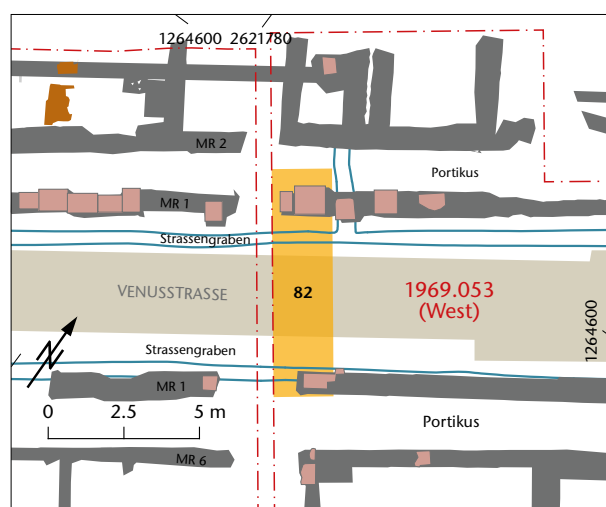 1264600 2621780
MR 2
Portikus
MR 1
Strassengraben
VENUSSTRASSE
82
1969.053
(West)
1264600
Strassengraben
N
MR 1
0 2.5 5 m
Portikus
MR 6